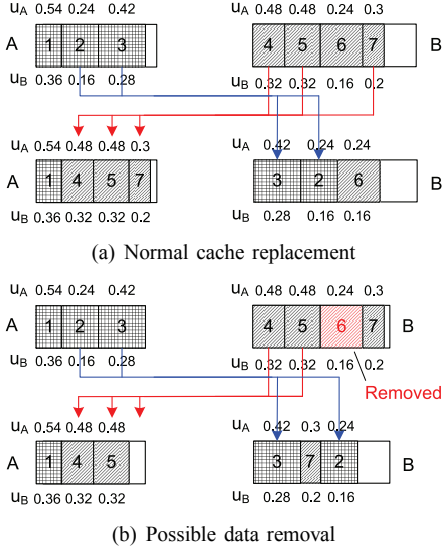 uA 0.54 0.24 0.42 0.48 0.48 0.24 0.3
A 1 2 3 4 5 6 7 B
uB 0.36 0.16 0.28 0.32 0.32 0.16 0.2
uA 0.54 0.48 0.48 0.3 0.42 0.24 0.24
A 1 4 5 7 3 2 6 B
uB 0.36 0.32 0.32 0.2 0.28 0.16 0.16
(a) Normal cache replacement
uA 0.54 0.24 0.42 0.48 0.48 0.24 0.3
A 1 2 3 4 5 6 7 B
uB 0.36 0.16 0.28 0.32 0.32 0.16 0.2
Removed
uA 0.54 0.48 0.48 uA 0.42 0.3 0.24
A 1 4 5 3 7 2 B
uB 0.36 0.32 0.32 uB 0.28 0.2 0.16
(b) Possible data removal